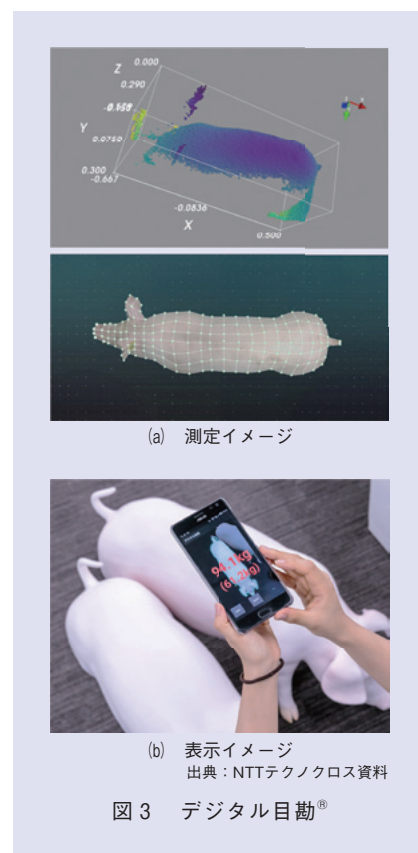 Z
0.000
0.290
Y
0.0750
0.300
-0.667
-0.0836
X
0.500
(a) 測定イメージ
94.1kg
(b) 表示イメージ
出典：NTTテクノクロス資料
図3 デジタル目勘®